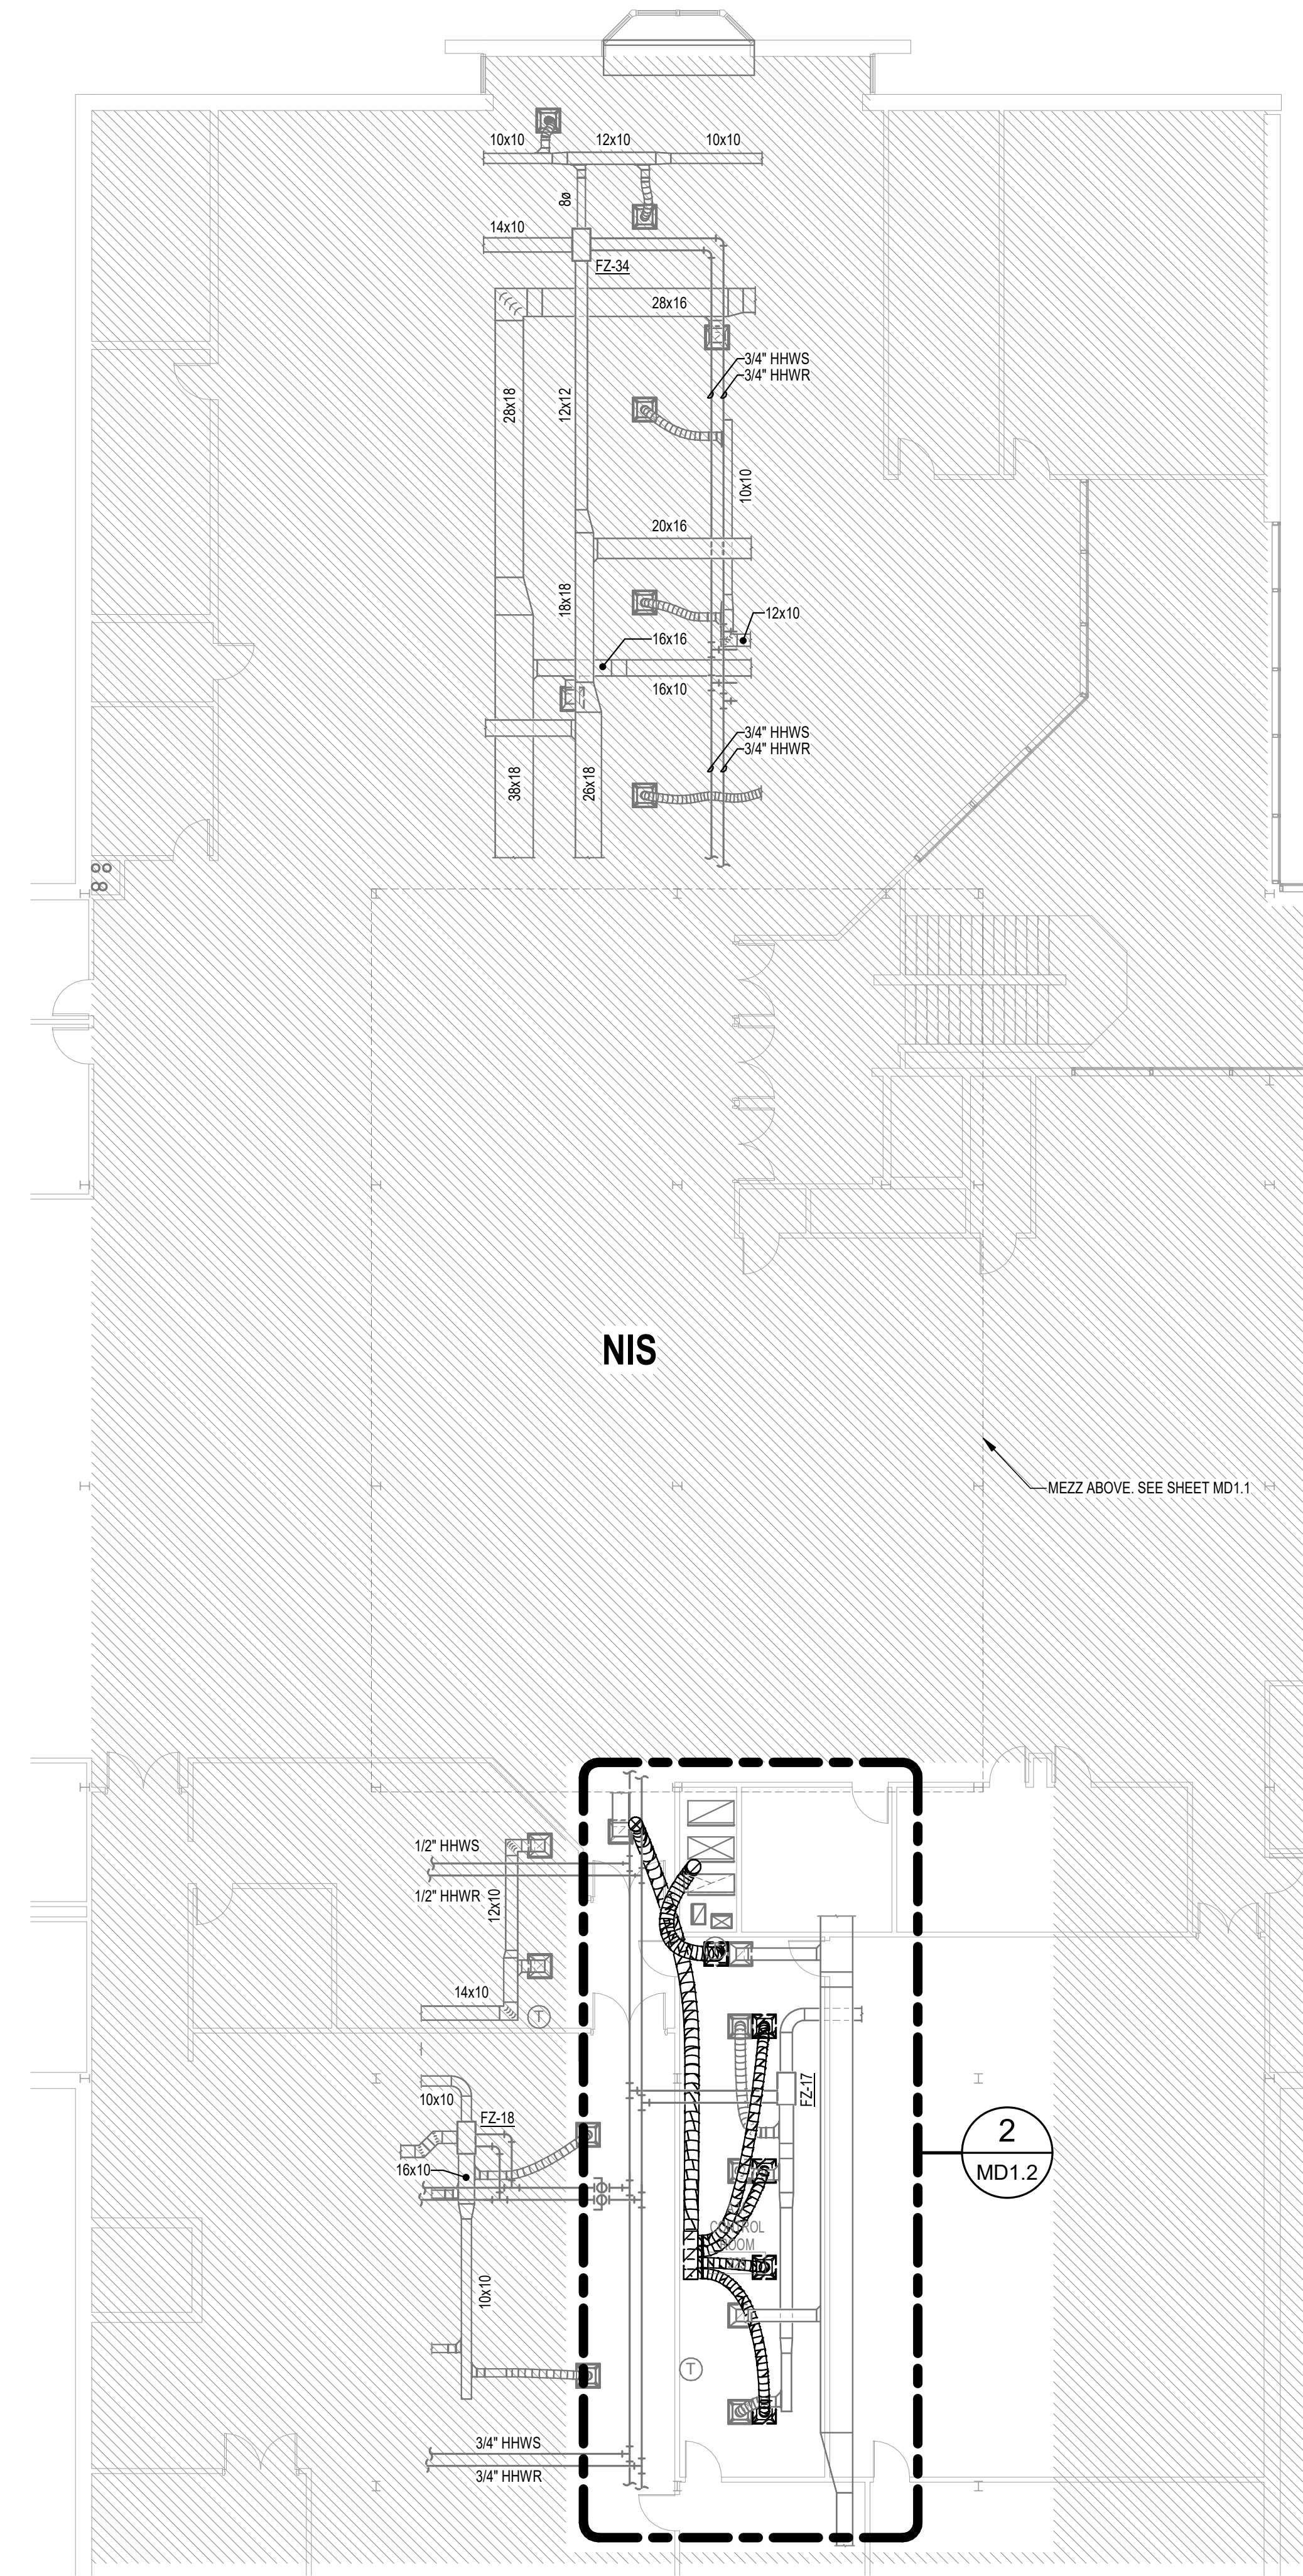 10x10
12x10
10x10
8ø
14x10
FZ-34
28x16
3/4" HHWS
3/4" HHWR
28x18
12x12
10x10
20x16
18x18
12x10
16x16
16x10
3/4" HHWS
3/4" HHWR
38x18
26x18
NIS
MEZZ ABOVE. SEE SHEET MD1.1
1/2" HHWS
1/2" HHWR
12x10
14x10
T
10x10
FZ-18
FZ-17
2
MD1.2
16x10
ROOM
10x10
T
3/4" HHWS
3/4" HHWR